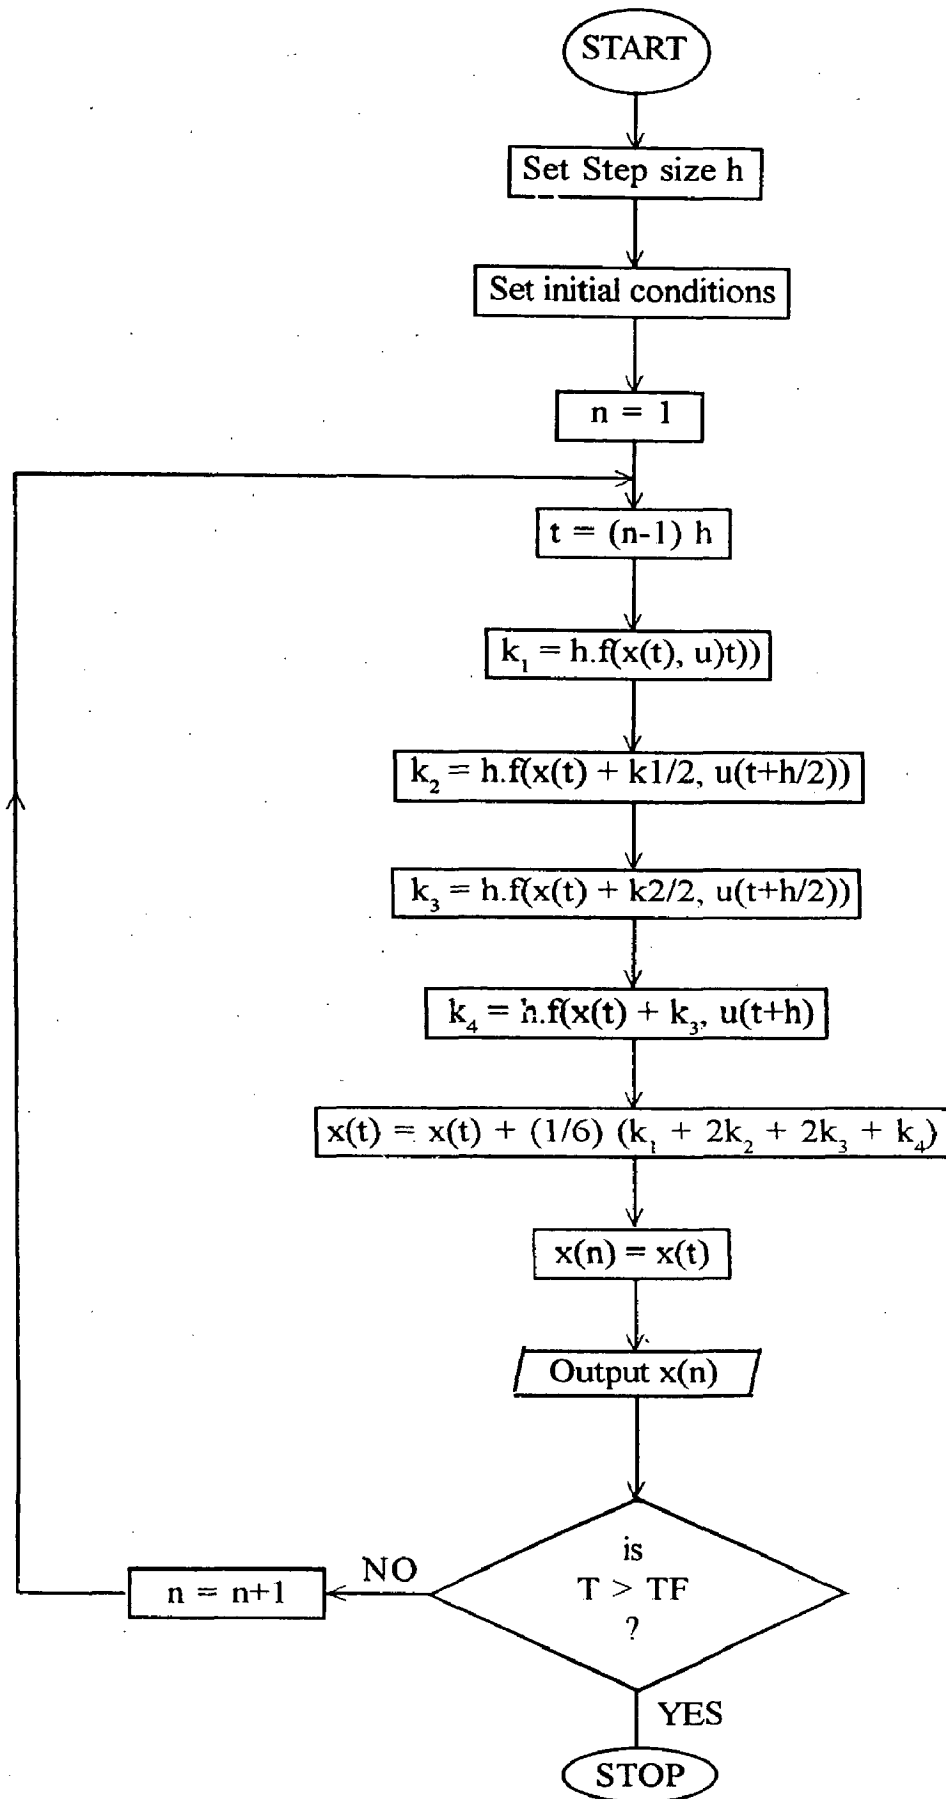 START
Set Step size h
Set initial conditions
n = 1
t = (n-1) h
k₁ = h.f(x(t), u)t))
k₂ = h.f(x(t) + k1/2, u(t+h/2))
k₃ = h.f(x(t) + k2/2, u(t+h/2))
k₄ = h.f(x(t) + k₃, u(t+h)
x(t) = x(t) + (1/6) (k₁ + 2k₂ + 2k₃ + k₄)
x(n) = x(t)
Output x(n)
is
T > TF
?
NO
n = n+1
YES
STOP